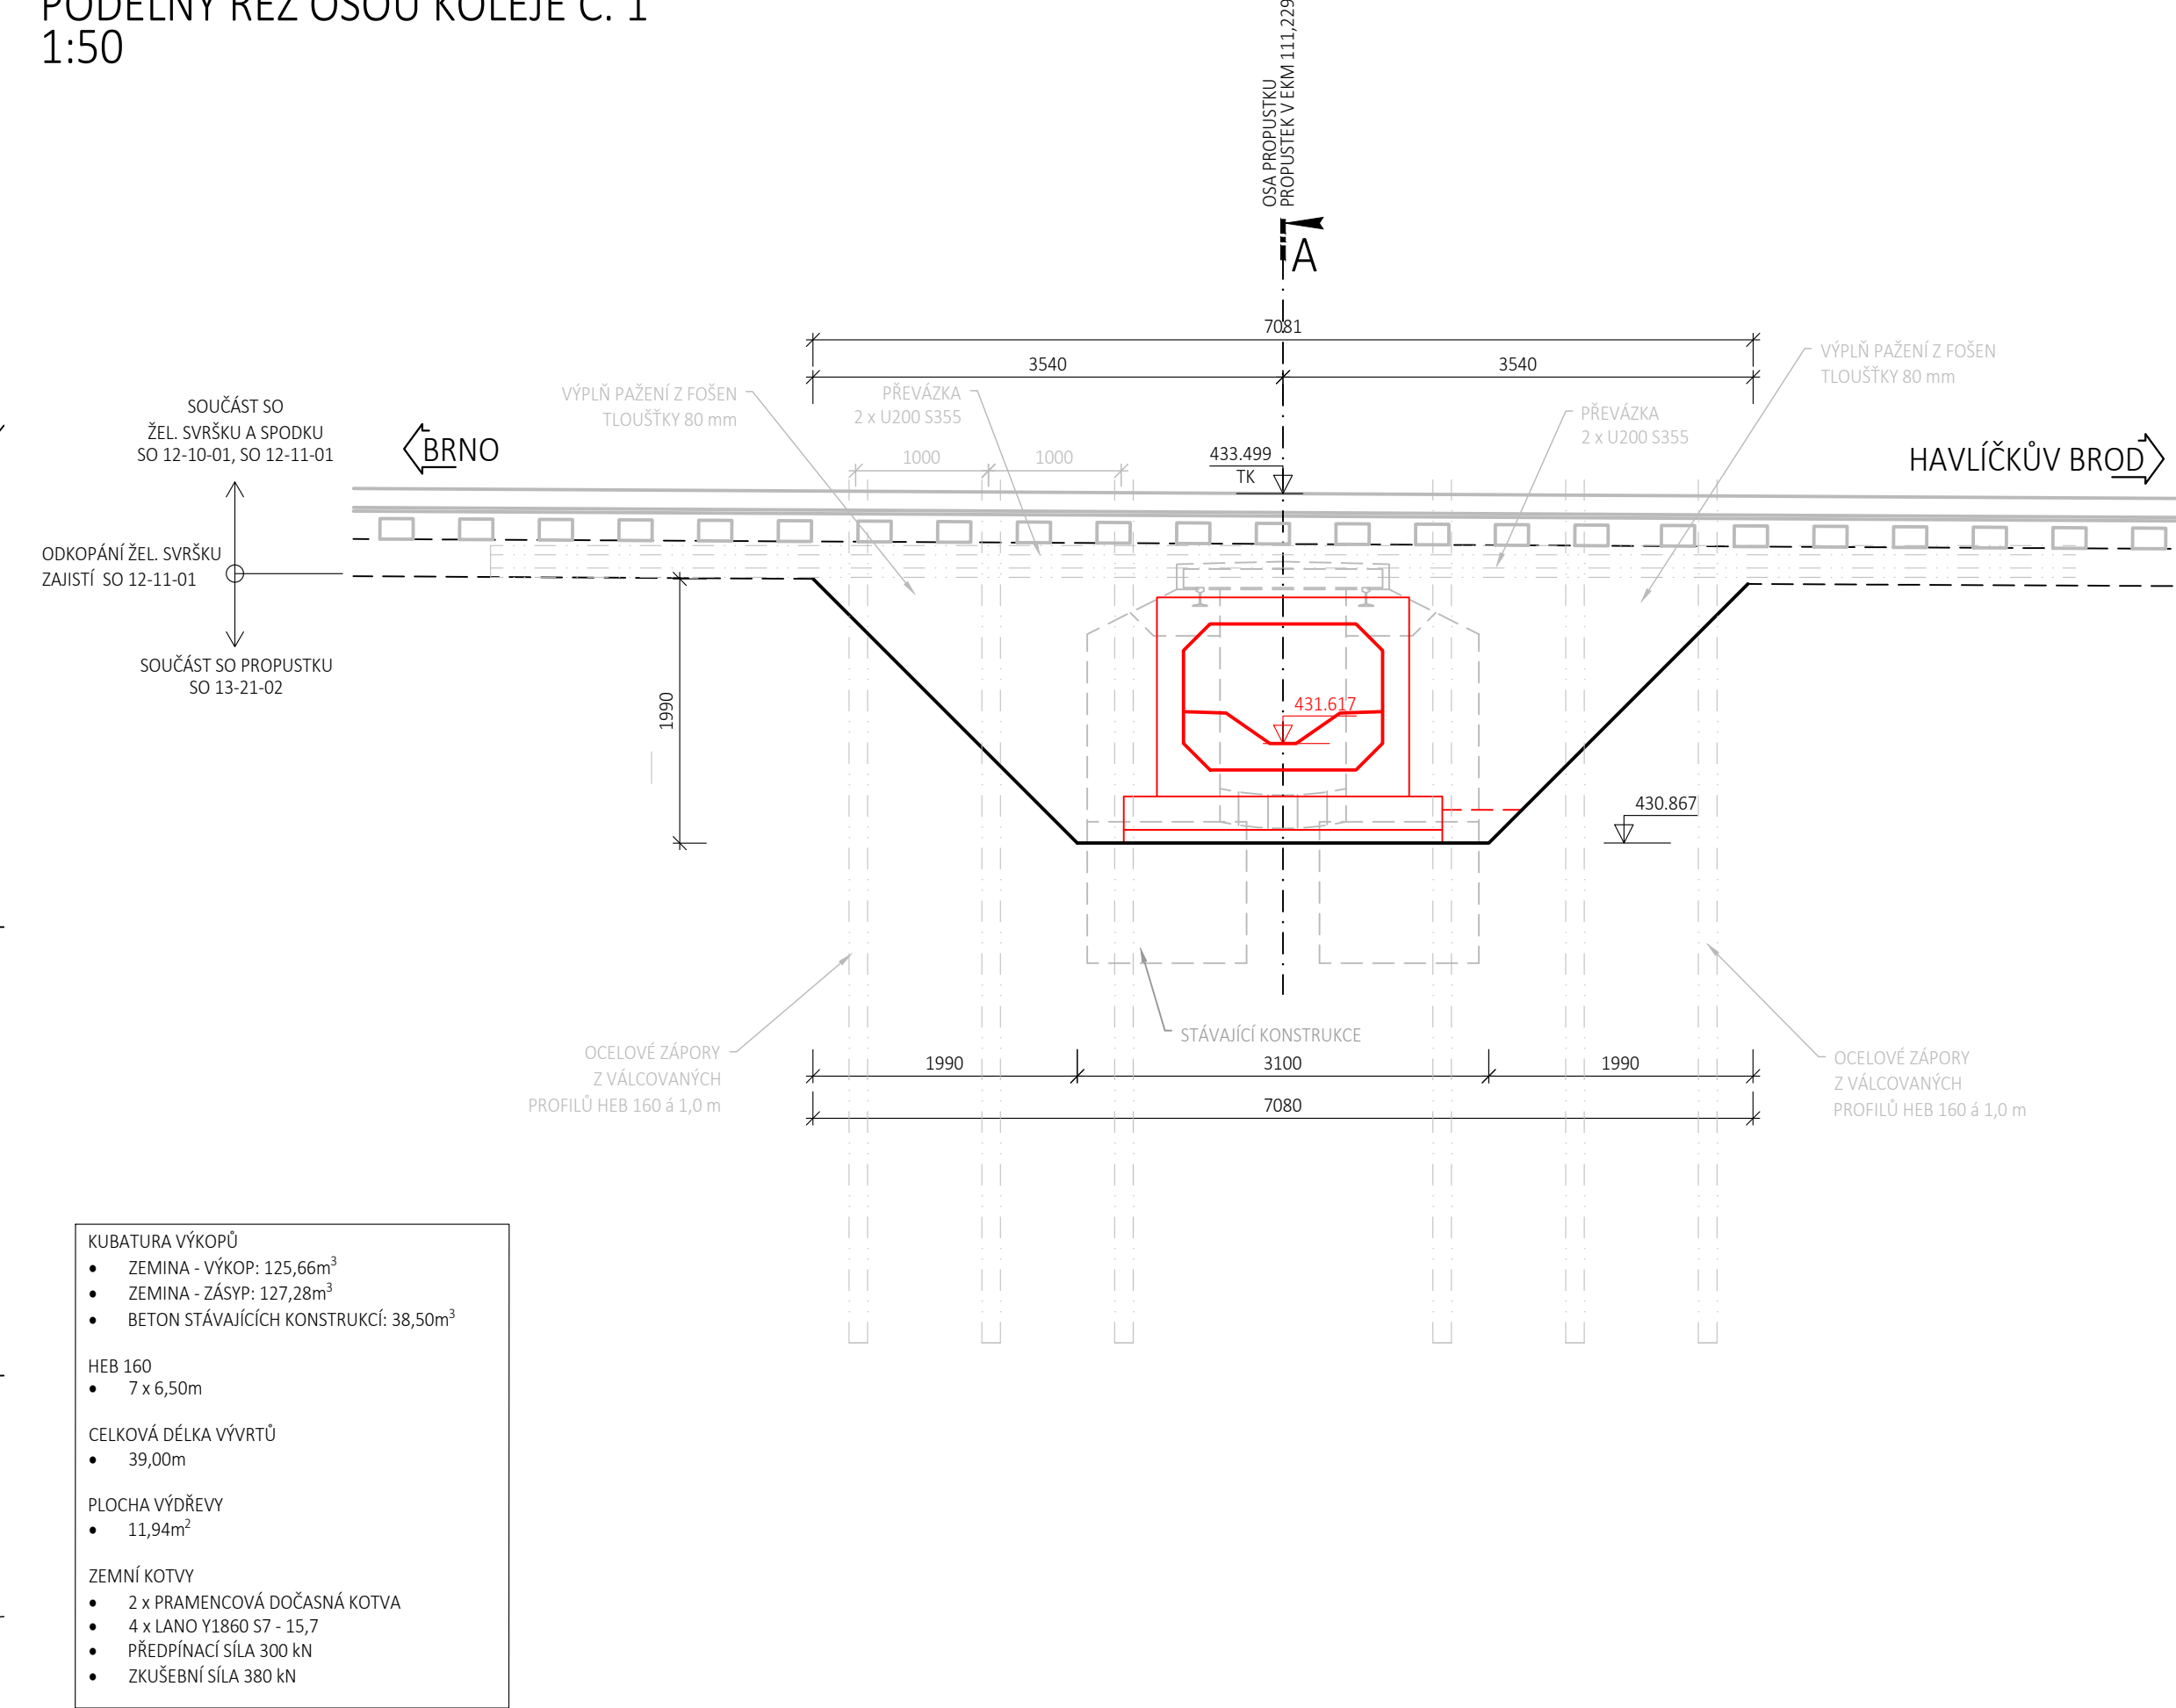 PODÉLNÝ ŘEZ OSOU KOLEJE Č. 1
1:50
OSA PROPUSTKU
PROPUSTEK V EKM 111,229
A
7081
3540
3540
VÝPLŇ PAŽENÍ Z FOŠEN
TLOUŠŤKY 80 mm
PŘEVÁZKA
2 x U200 S355
VÝPLŇ PAŽENÍ Z FOŠEN
TLOUŠŤKY 80 mm
PŘEVÁZKA
2 x U200 S355
SOUČÁST SO
ŽEL. SVRŠKU A SPODKU
SO 12-10-01, SO 12-11-01
BRNO
1000
1000
433.499
TK
HAVLÍČKŮV BROD
ODKOPÁNÍ ŽEL. SVRŠKU
ZAJISTÍ SO 12-11-01
SOUČÁST SO PROPUSTKU
SO 13-21-02
1990
431.617
430.867
STÁVAJÍCÍ KONSTRUKCE
OCELOVÉ ZÁPORY
Z VÁLCOVANÝCH
PROFILŮ HEB 160 á 1,0 m
1990
3100
1990
7080
OCELOVÉ ZÁPORY
Z VÁLCOVANÝCH
PROFILŮ HEB 160 á 1,0 m
KUBATURA VÝKOPŮ
• ZEMINA - VÝKOP: 125,66m³
• ZEMINA - ZÁSYP: 127,28m³
• BETON STÁVAJÍCÍCH KONSTRUKCÍ: 38,50m³
HEB 160
• 7 x 6,50m
CELKOVÁ DÉLKA VÝVRTŮ
• 39,00m
PLOCHA VÝDŘEVY
• 11,94m²
ZEMNÍ KOTVY
• 2 x PRAMENCOVÁ DOČASNÁ KOTVA
• 4 x LANO Y1860 S7 - 15,7
• PŘEDPÍNACÍ SÍLA 300 kN
• ZKUŠEBNÍ SÍLA 380 kN